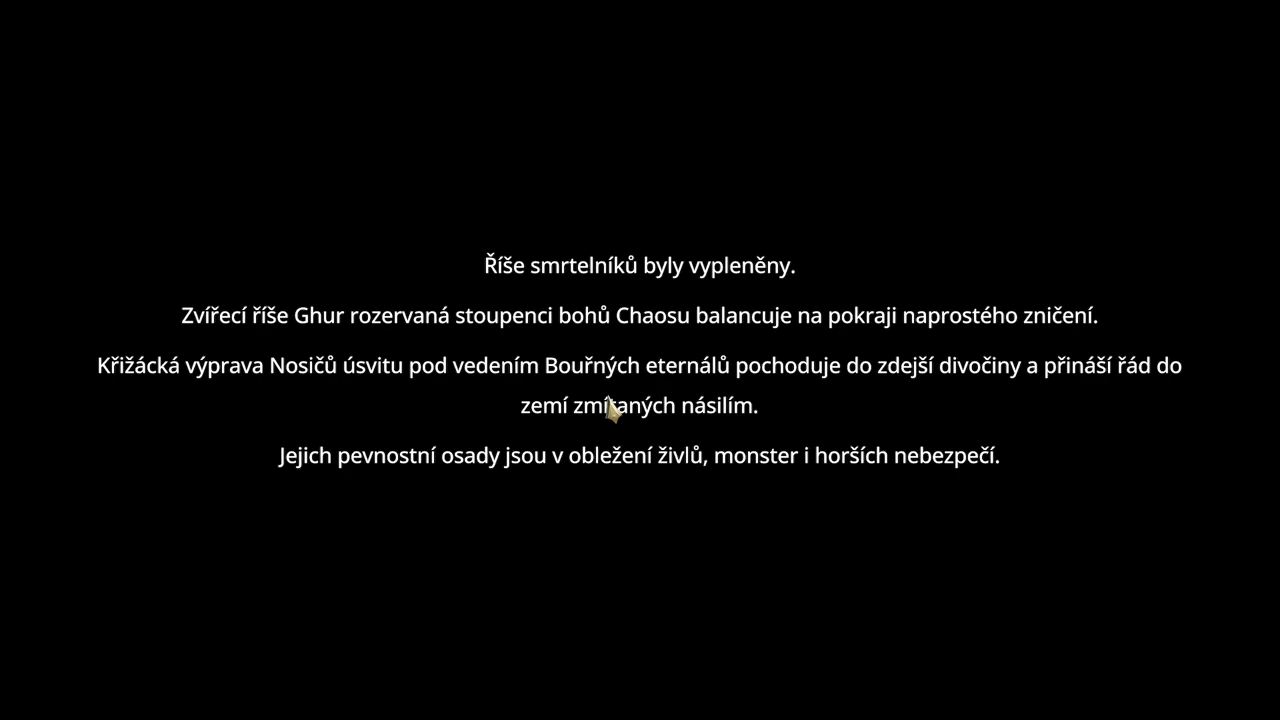 Říše smrtelníků byly vypleněny.
Zvířecí říše Ghur rozervaná stoupenci bohů Chaosu balancuje na pokraji naprostého zničení.
Křižácká výprava Nosičů úsvitu pod vedením Bouřných eternálů pochoduje do zdejší divočiny a přináší řád do
zemí zmítaných násilím.
Jejich pevnostní osady jsou v obležení živlů, monster i horších nebezpečí.